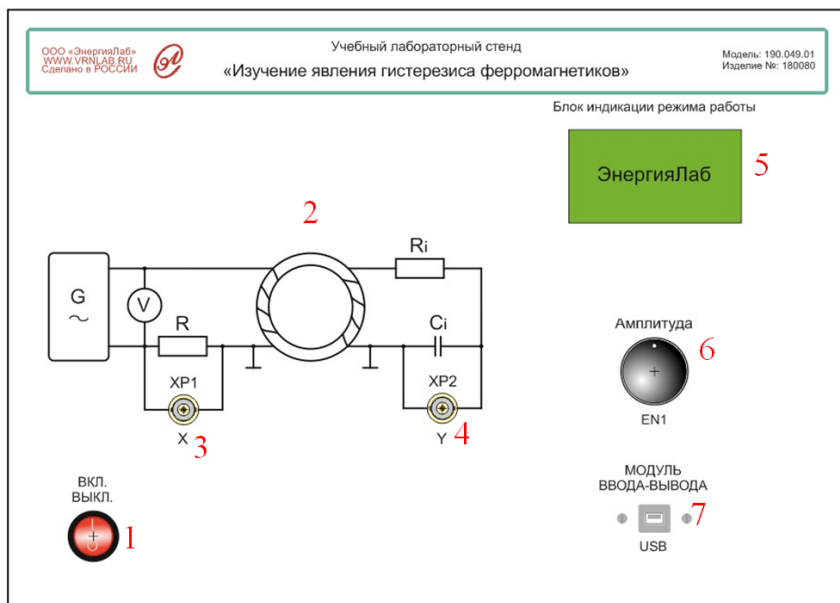 ООО «ЭнергияЛаб»
WWW.VRNLAB.RU
Сделано в РОССИИ
Учебный лабораторный стенд
«Изучение явления гистерезиса ферромагнетиков»
Модель: 190.049.01
Изделие №: 180080
Блок индикации режима работы
ЭнергияЛаб
5
2
Ri
G
~
V
R
Ci
Амплитуда
6
XP1
XP2
X
3
Y
4
EN1
ВКЛ.
ВЫКЛ.
1
МОДУЛЬ
ВВОДА-ВЫВОДА
7
USB